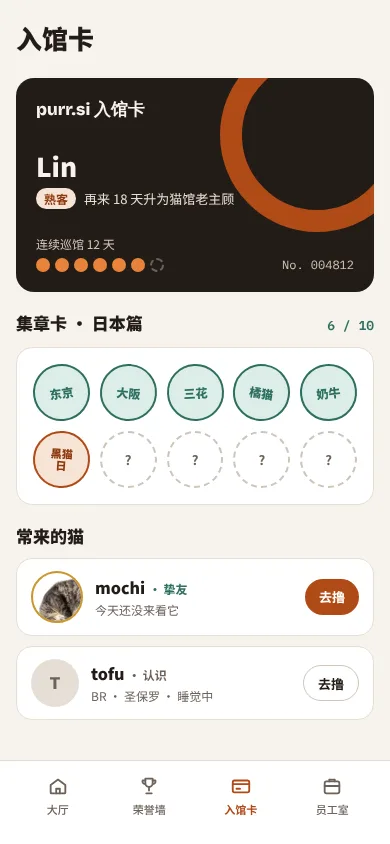 入馆卡
purr.si 入馆卡
Lin
熟客 再来 18 天升为猫馆老主顾
连续巡馆 12 天
No. 004812
集章卡 · 日本篇 6 / 10
东京 大阪 三花 橘猫 奶牛
黑猫
日
? ? ? ?
常来的猫
mochi · 挚友
今天还没来看它
去撸
T
tofu · 认识
BR · 圣保罗 · 睡觉中
去撸
大厅 荣誉墙 入馆卡 员工室